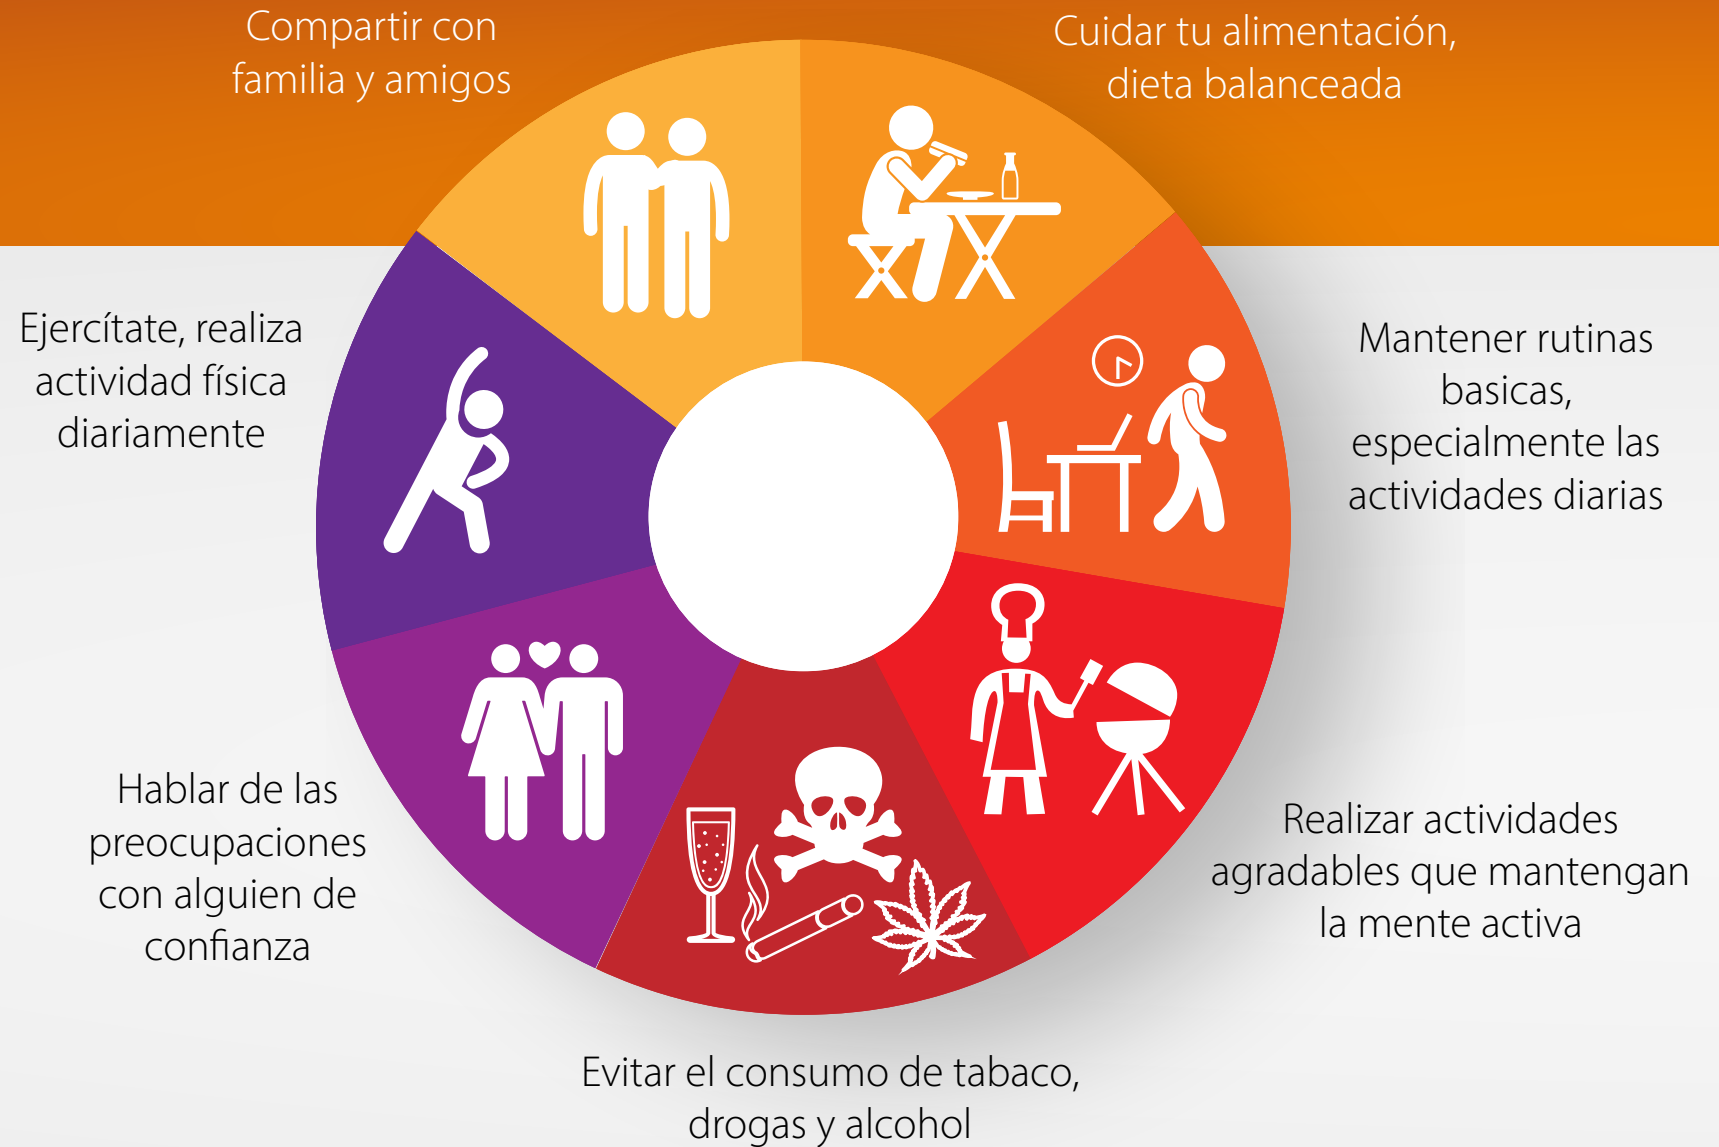 Compartir con
familia y amigos
Cuidar tu alimentación,
dieta balanceada
Ejercítate, realiza
actividad física
diariamente
Mantener rutinas
basicas,
especialmente las
actividades diarias
Hablar de las
preocupaciones
con alguien de
confianza
Realizar actividades
agradables que mantengan
la mente activa
Evitar el consumo de tabaco,
drogas y alcohol